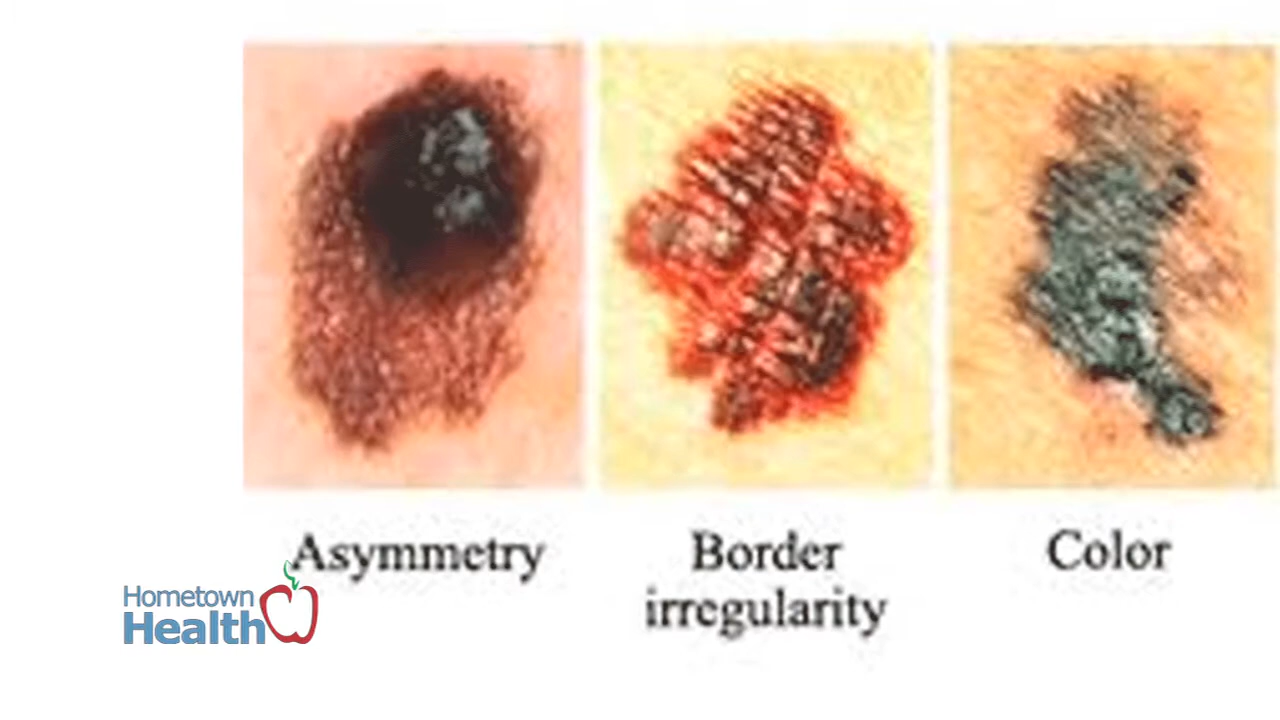 Asymmetry
Border
irregularity
Color
Hometown
Health